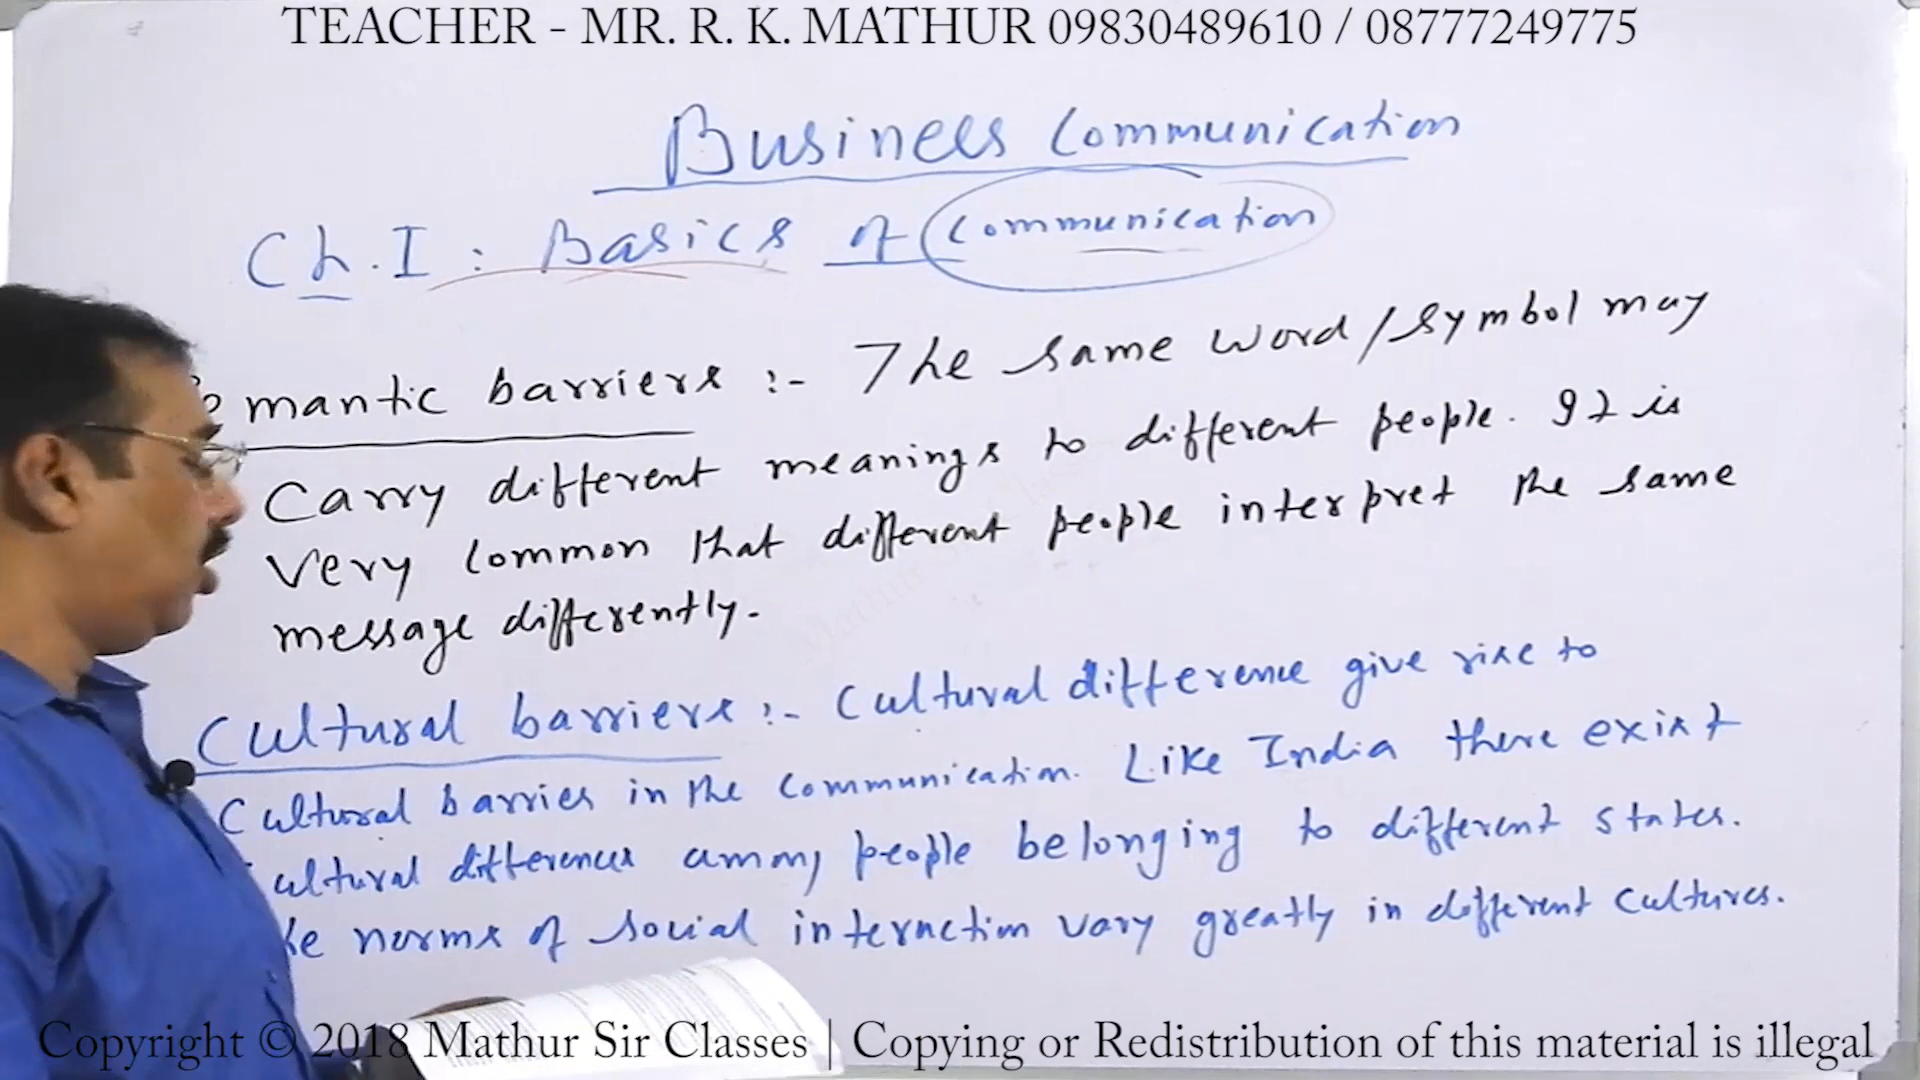 TEACHER - MR. R. K. MATHUR 09830489610 / 08777249775
Business Communication
Ch. I : Basics of Communication
mantic barriers :- The same word/symbol may
Carry different meanings to different people. It is
very common that different people interpret the same
message differently.
Cultural barriers :- Cultural difference give rise to
Cultural barries in the communication. Like India there exist
ultural differences among people belonging to different states.
he norms of social interaction vary greatly in different cultures.
Copyright © 2018 Mathur Sir Classes | Copying or Redistribution of this material is illegal